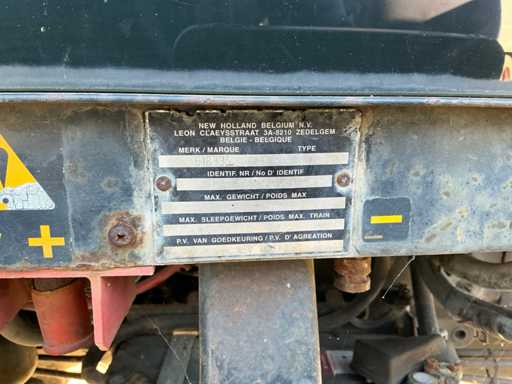 NEW HOLLAND BELGIUM N.V.
LEON CLAEYSSTRAAT 3A-8210 ZEDELGEM
BELGIE - BELGIQUE
MERK / MARQUE TYPE
IDENTIF. NR / No D' IDENTIF
MAX. GEWICHT / POIDS MAX
MAX. SLEEPGEWICHT / POIDS MAX. TRAIN
P.V. VAN GOEDKEURING / P.V. D' AGREATION